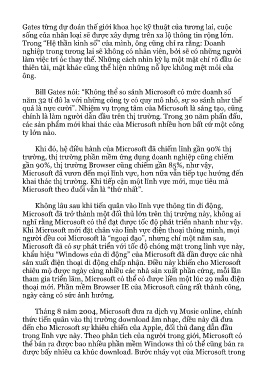 Gates từng dự đoán thế giới khoa học kỹ thuật của tương lai, cuộc
sống của nhân loại sẽ được xây dựng trên xa lộ thông tin rộng lớn.
Trong "Hệ thần kinh số" của mình, ông cũng chỉ ra rằng: Doanh
nghiệp trong tương lai sẽ không có nhân viên, bởi sẽ có những người
làm việc trí óc thay thế. Những cách nhìn kỳ lạ một mặt chỉ rõ đầu óc
thiên tài, mặt khác cũng thể hiện những nỗ lực không mệt mỏi của
ông.
Bill Gates nói: "Không thể so sánh Microsoft có mức doanh số
năm 32 tỉ đô la với những công ty có quy mô nhỏ, sự so sánh như thế
quả là nực cười". Nhiệm vụ trọng tâm của Microsoft là sáng tạo, cũng
chính là làm người dẫn đầu trên thị trường. Trong 30 năm phấn đấu,
các sản phẩm mới khai thác của Microsoft nhiều hơn bất cứ một công
ty lớn nào.
Khi đó, hệ điều hành của Microsoft đã chiếm lĩnh gần 90% thị
trường, thị trường phần mềm ứng dụng doanh nghiệp cũng chiếm
gần 90%, thị trường Browser cũng chiếm gần 85%, như vậy,
Microsoft đã vươn đến mọi lĩnh vực, hơn nữa vẫn tiếp tục hướng đến
khai thác thị trường. Khi tiếp cận một lĩnh vực mới, mục tiêu mà
Microsoft theo đuổi vẫn là "thứ nhất".
Không lâu sau khi tiến quân vào lĩnh vực thông tin di động,
Microsoft đã trở thành một đối thủ lớn trên thị trường này, không ai
nghĩ rằng Microsoft có thể đạt được tốc độ phát triển nhanh như vậy.
Khi Microsoft mới đặt chân vào lĩnh vực điện thoại thông minh, mọi
người đều coi Microsoft là "ngoại đạo", nhưng chỉ một năm sau,
Microsoft đã có sự phát triển với tốc độ chóng mặt trong lĩnh vực này,
khẩu hiệu "Windows của di động" của Microsoft đã dần được các nhà
sản xuất điện thoại di động chấp nhận. Điều này khiến cho Microsoft
chiêu mộ được ngày càng nhiều các nhà sản xuất phần cứng, mỗi lần
tham gia triển lãm, Microsoft có thể có được liền một lúc 29 mẫu điện
thoại mới. Phần mềm Browser IE của Microsoft cũng rất thành công,
ngày càng có sức ảnh hưởng.
Tháng 8 năm 2004, Microsoft đưa ra dịch vụ Music online, chính
thức tiến quân vào thị trường download âm nhạc, điều này đã đưa
đến cho Microsoft sự khiêu chiến của Apple, đối thủ đang dẫn đầu
trong lĩnh vực này. Theo phân tích của người trong giới, Microsoft có
thể bán ra được bao nhiều phần mềm Windows thì có thể cũng bán ra
được bấy nhiêu ca khúc download. Bước nhảy vọt của Microsoft trong